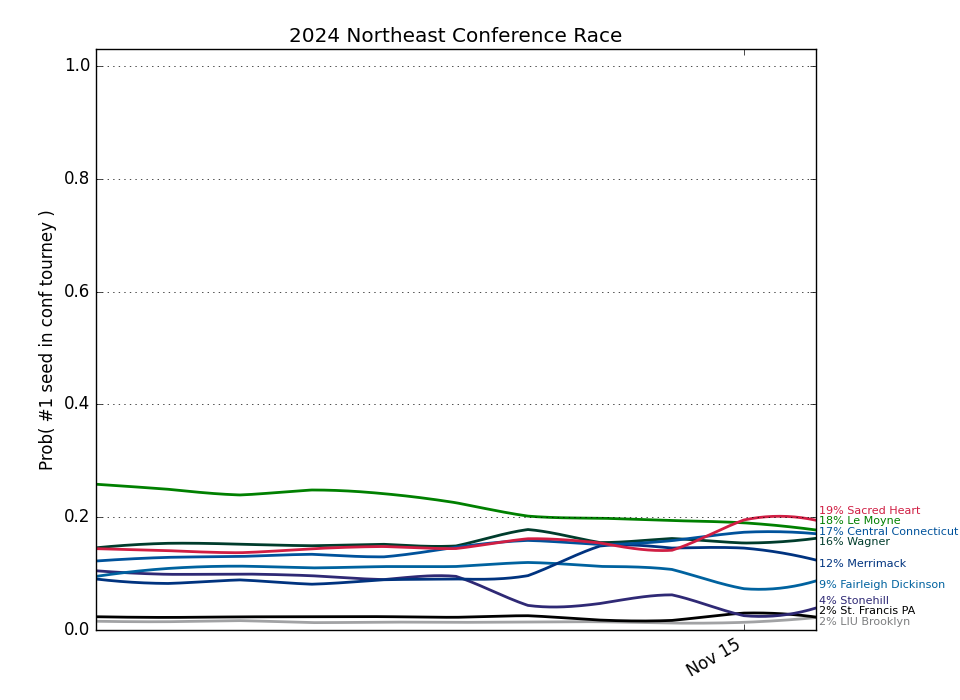 2024 Northeast Conference Race
Prob( #1 seed in conf tourney )
1.0
0.8
0.6
0.4
0.2
0.0
19% Sacred Heart
18% Le Moyne
17% Central Connecticut
16% Wagner
12% Merrimack
9% Fairleigh Dickinson
4% Stonehill
2% St. Francis PA
2% LIU Brooklyn
Nov 15